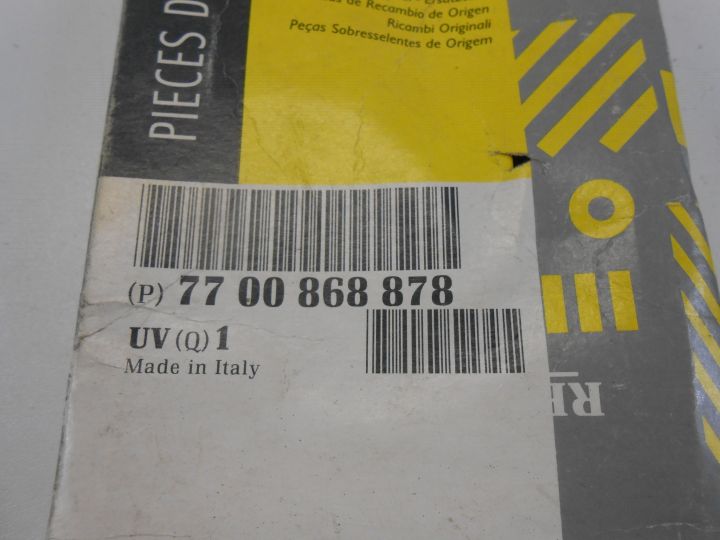 PIECES D
de Recambio de Origen
Ricambi Originali
Peças Sobresselentes de Origem
(P) 77 00 868 878
UV (Q) 1
Made in Italy